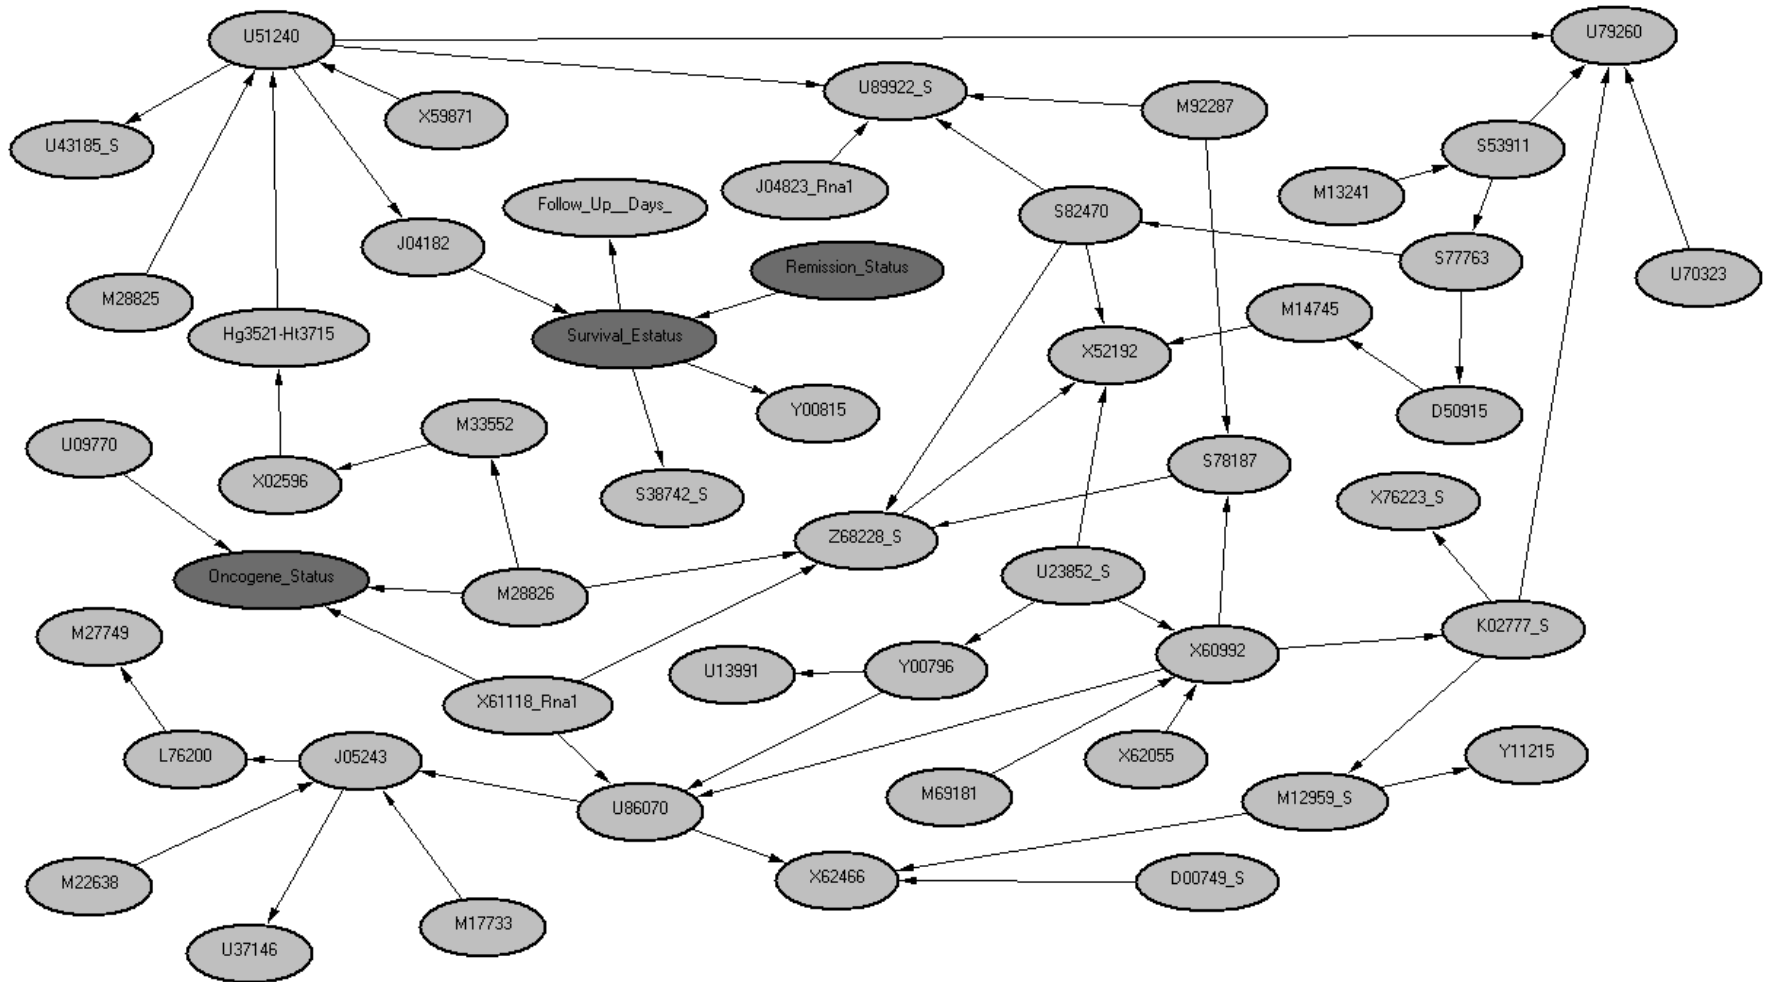 U51240
U79260
U89922_S
M92287
X59871
U43185_S
S53911
J04823_Rna1
M13241
Follow_Up__Days_
S82470
J04182
S77763
Remission_Status
U70323
M28825
M14745
Hg3521-Ht3715
Survival_Estatus
X52192
Y00815
D50915
M33552
U09770
S78187
X02596
S38742_S
X76223_S
Z68228_S
Oncogene_Status
U23852_S
M28826
K02777_S
M27749
X60992
U13991
Y00796
X61118_Rna1
L76200
J05243
X62055
Y11215
M69181
M12959_S
U86070
M22638
X62466
D00749_S
M17733
U37146